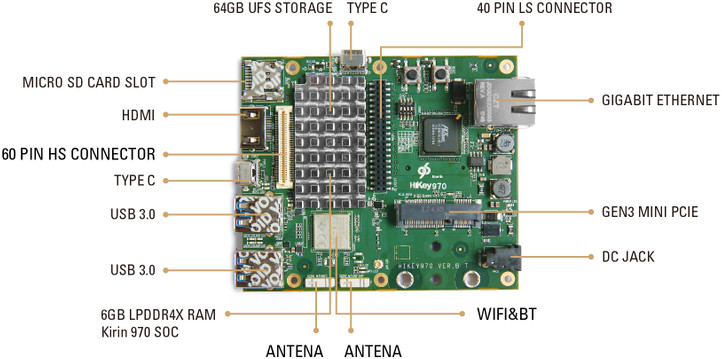 64GB UFS STORAGE
TYPE C
40 PIN LS CONNECTOR
MICRO SD CARD SLOT
HDMI
60 PIN HS CONNECTOR
TYPE C
USB 3.0
USB 3.0
GIGABIT ETHERNET
HiKey970
GEN3 MINI PCIE
DC JACK
HIKEY970 VER.B T
6GB LPDDR4X RAM
Kirin 970 SOC
WIFI&BT
ANTENA
ANTENA